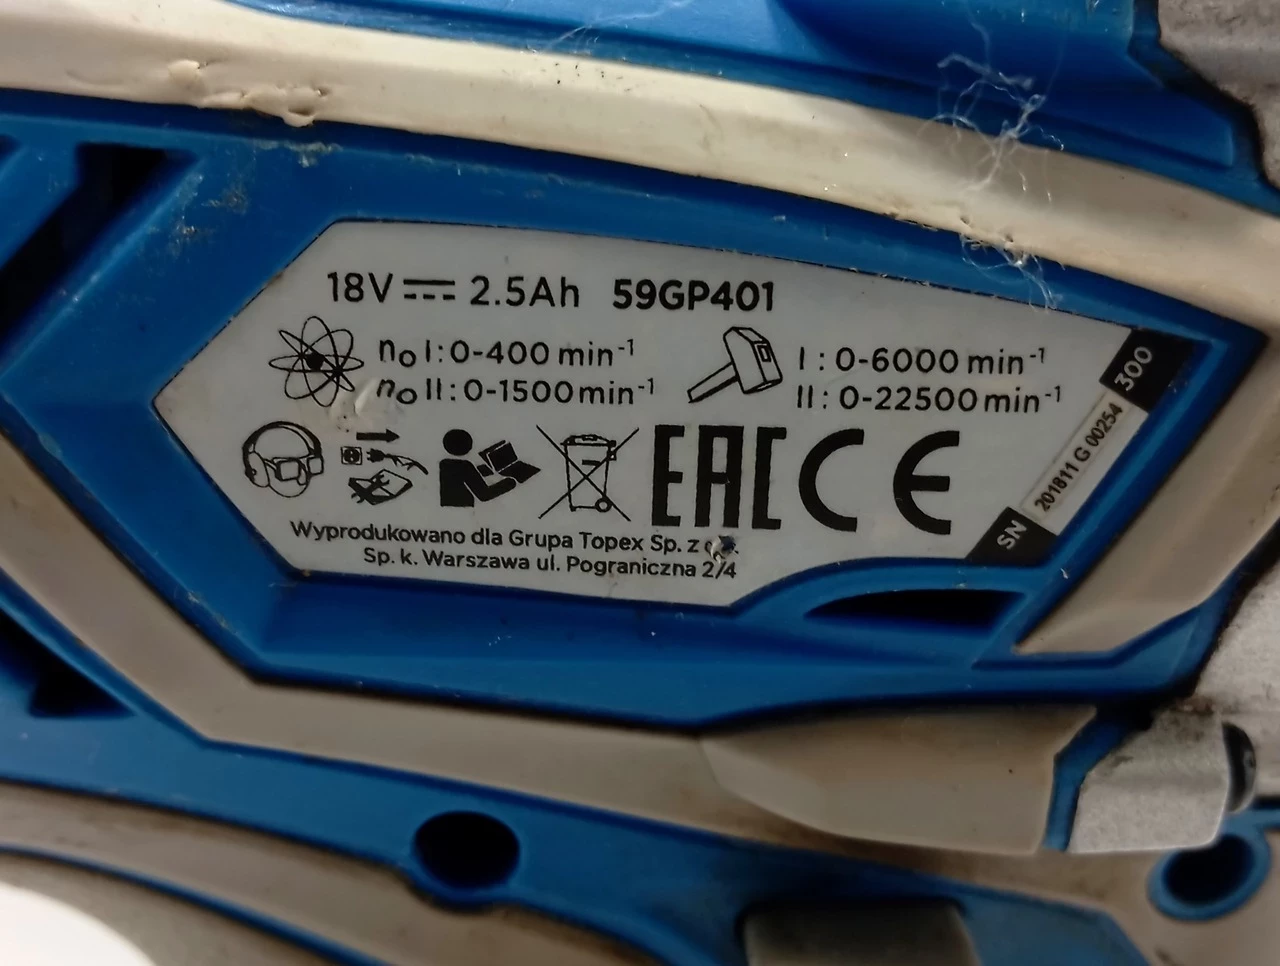 18V 2.5Ah 59GP401
n₀ I : 0-400 min⁻¹
n₀ II : 0-1500 min⁻¹
I : 0-6000 min⁻¹
II : 0-22500 min⁻¹
300
201811 G 00254
SN
EAC CE
Wyprodukowano dla Grupa Topex Sp. z
Sp. k. Warszawa ul. Pograniczna 2/4